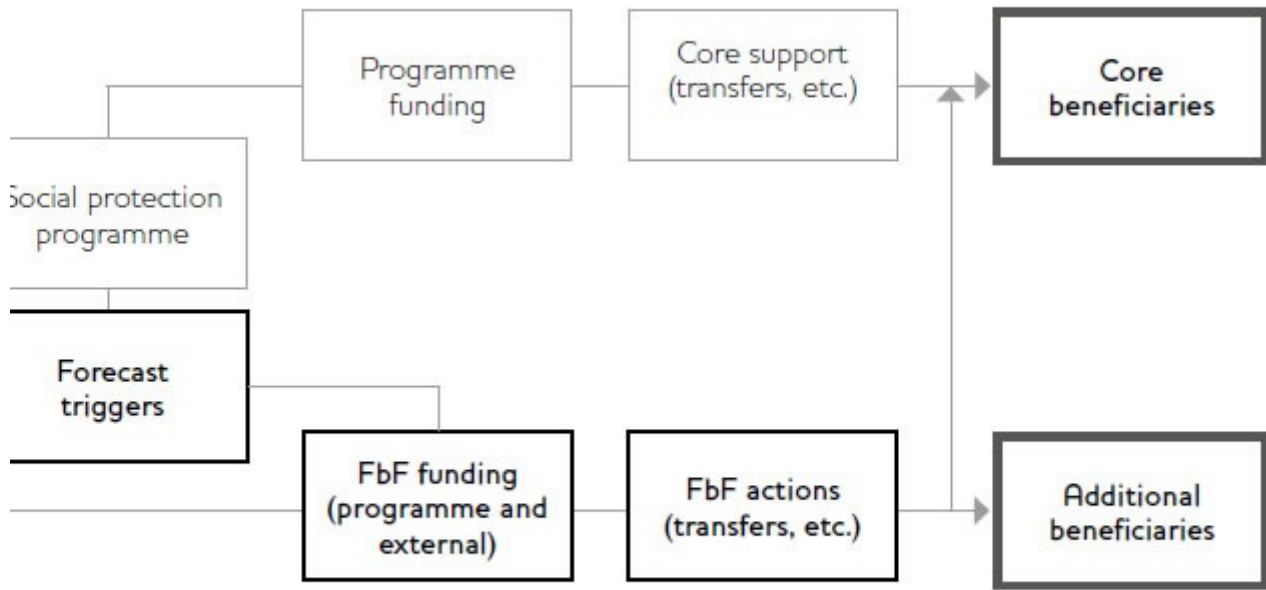 Programme
funding
Core support
(transfers, etc.)
Core
beneficiaries
Social protection
programme
Forecast
triggers
FbF funding
(programme and
external)
FbF actions
(transfers, etc.)
Additional
beneficiaries